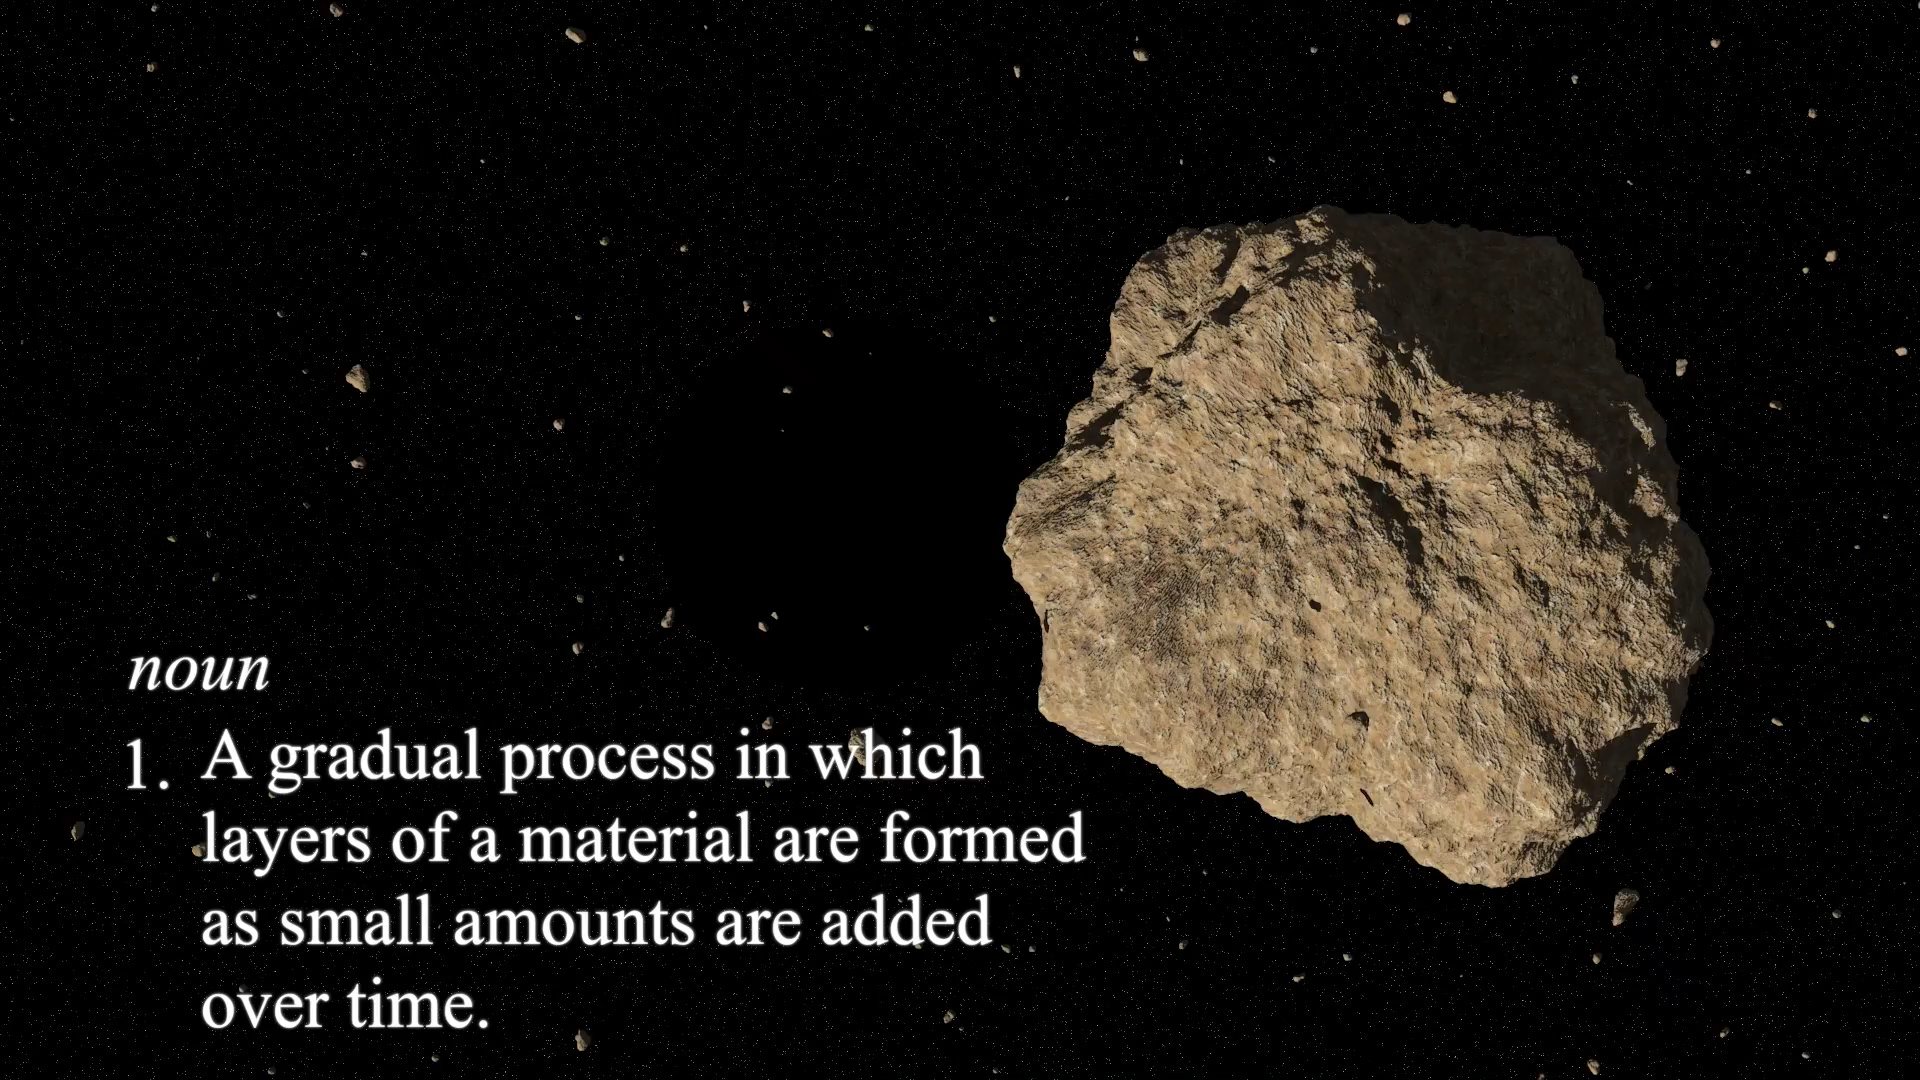 noun
1. A gradual process in which
layers of a material are formed
as small amounts are added
over time.